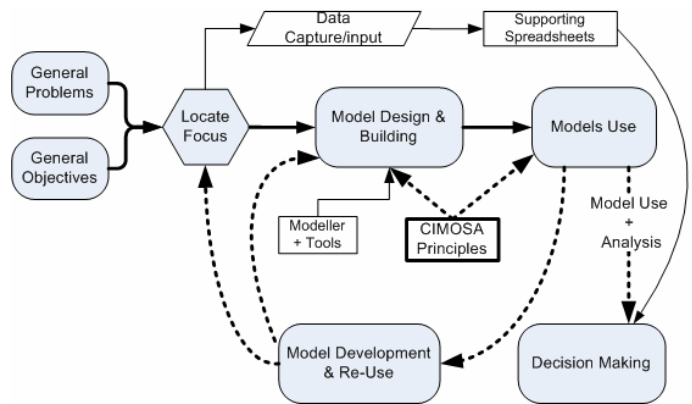 Data
Capture/input
Supporting
Spreadsheets
General
Problems
Locate
Focus
Model Design &
Building
Models Use
General
Objectives
Modeller
+ Tools
CIMOSA
Principles
Model Use
+
Analysis
Model Development
& Re-Use
Decision Making